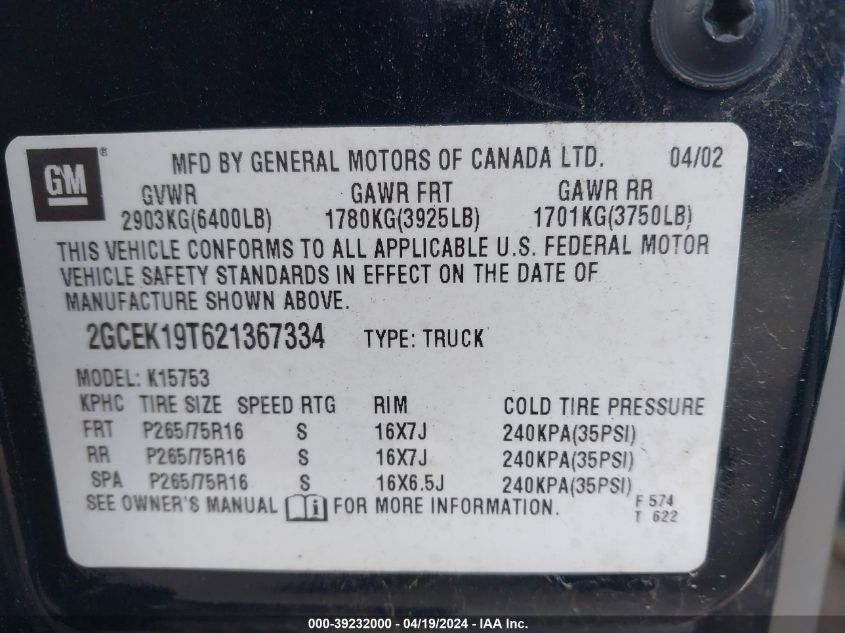 GM ®
MFD BY GENERAL MOTORS OF CANADA LTD. 04/02
GVWR GAWR FRT GAWR RR
2903KG(6400LB) 1780KG(3925LB) 1701KG(3750LB)
THIS VEHICLE CONFORMS TO ALL APPLICABLE U.S. FEDERAL MOTOR
VEHICLE SAFETY STANDARDS IN EFFECT ON THE DATE OF
MANUFACTURE SHOWN ABOVE.
2GCEK19T621367334 TYPE: TRUCK
MODEL: K15753
KPHC TIRE SIZE SPEED RTG RIM COLD TIRE PRESSURE
FRT P265/75R16 S 16X7J 240KPA(35PSI)
RR P265/75R16 S 16X7J 240KPA(35PSI)
SPA P265/75R16 S 16X6.5J 240KPA(35PSI)
SEE OWNER'S MANUAL i FOR MORE INFORMATION.
F 574
T 622
000-39232000 - 04/19/2024 - IAA Inc.